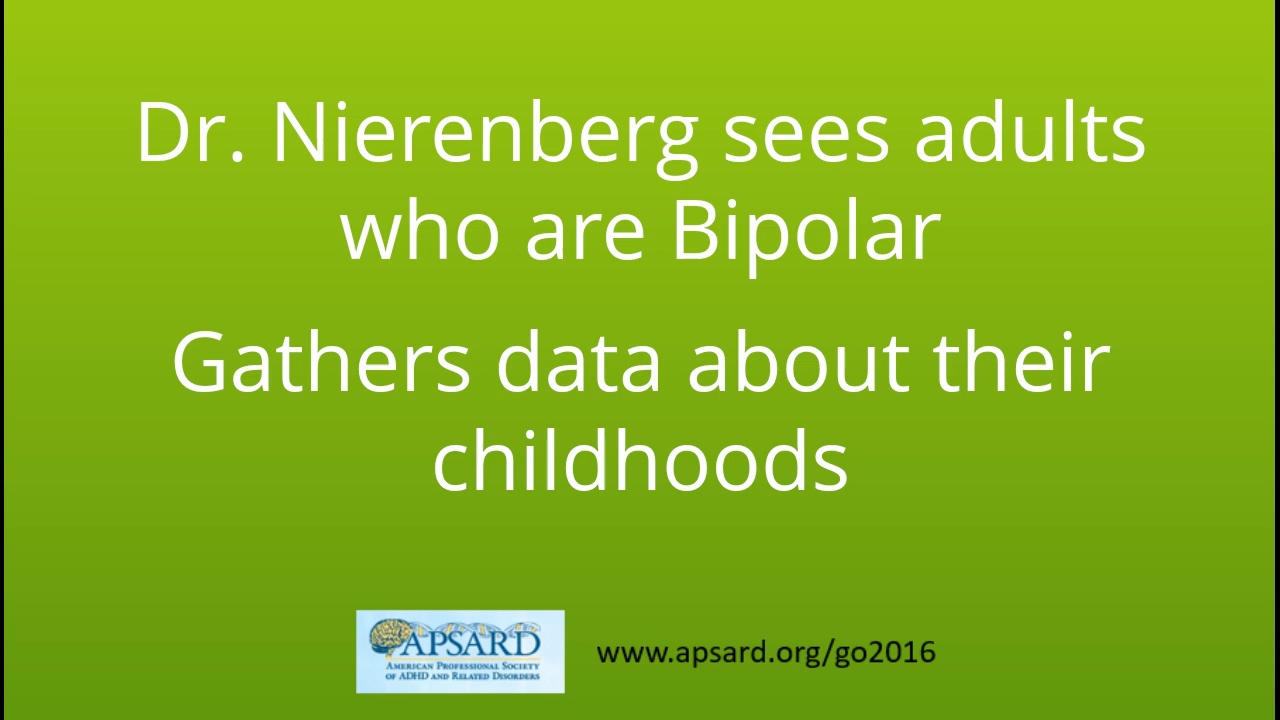 Dr. Nierenberg sees adults
who are Bipolar
Gathers data about their
childhoods
APSARD
AMERICAN PROFESSIONAL SOCIETY
OF ADHD AND RELATED DISORDERS
www.apsard.org/go2016